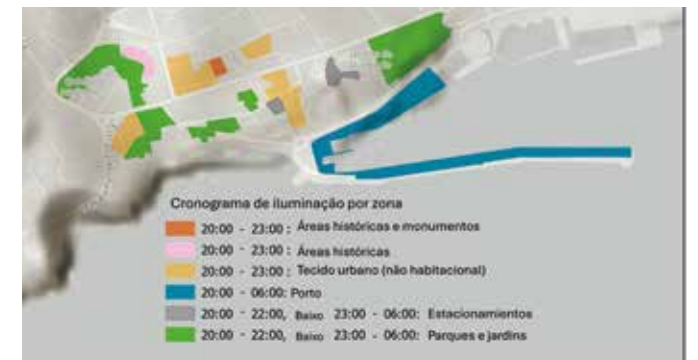 Cronograma de iluminação por zona
20:00 - 23:00 : Áreas históricas e monumentos
20:00 - 23:00 : Áreas históricas
20:00 - 23:00 : Tecido urbano (não habitacional)
20:00 - 06:00: Porto
20:00 - 22:00, Baixo 23:00 - 06:00: Estacionamientos
20:00 - 22:00, Baixo 23:00 - 06:00: Parques e jardins